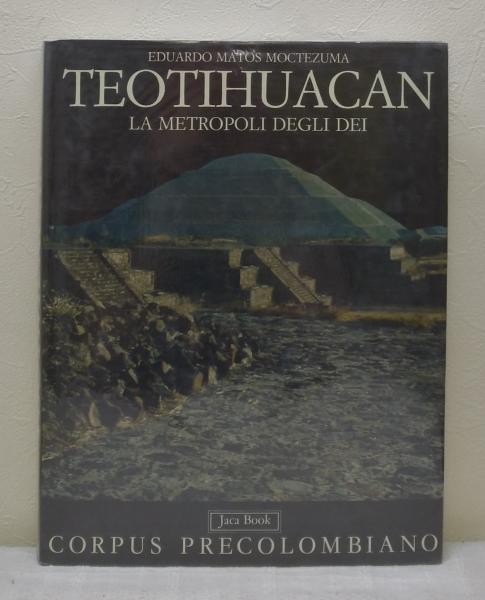 EDUARDO MATOS MOCTEZUMA
TEOTIHUACAN
LA METROPOLI DEGLI DEI
Jaca Book
CORPUS PRECOLOMBIANO